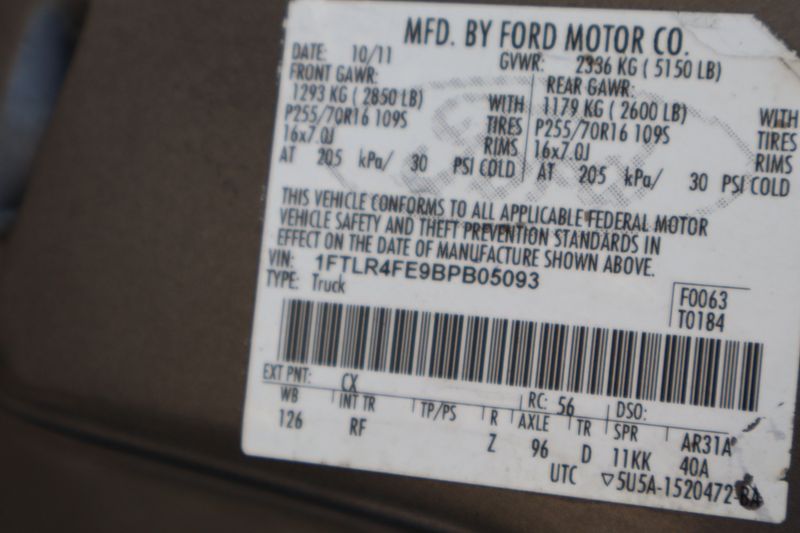 MFD. BY FORD MOTOR CO.
DATE: 10/11 GVWR: 2336 KG ( 5150 LB)
FRONT GAWR: REAR GAWR:
1293 KG ( 2850 LB) WITH 1179 KG ( 2600 LB) WITH
P255/70R16 109S TIRES P255/70R16 109S TIRES
16x7.0J RIMS 16x7.0J RIMS
AT 205 kPa/ 30 PSI COLD AT 205 kPa/ 30 PSI COLD
THIS VEHICLE CONFORMS TO ALL APPLICABLE FEDERAL MOTOR
VEHICLE SAFETY AND THEFT PREVENTION STANDARDS IN
EFFECT ON THE DATE OF MANUFACTURE SHOWN ABOVE.
VIN: 1FTLR4FE9BPB05093
TYPE: Truck
F0063
T0184
EXT PNT: CX RC: 56 DSO:
WB INT TR TP/PS R AXLE TR SPR AR31A
126 RF Z 96 D 11KK 40A
UTC ▽5U5A-1520472-BA